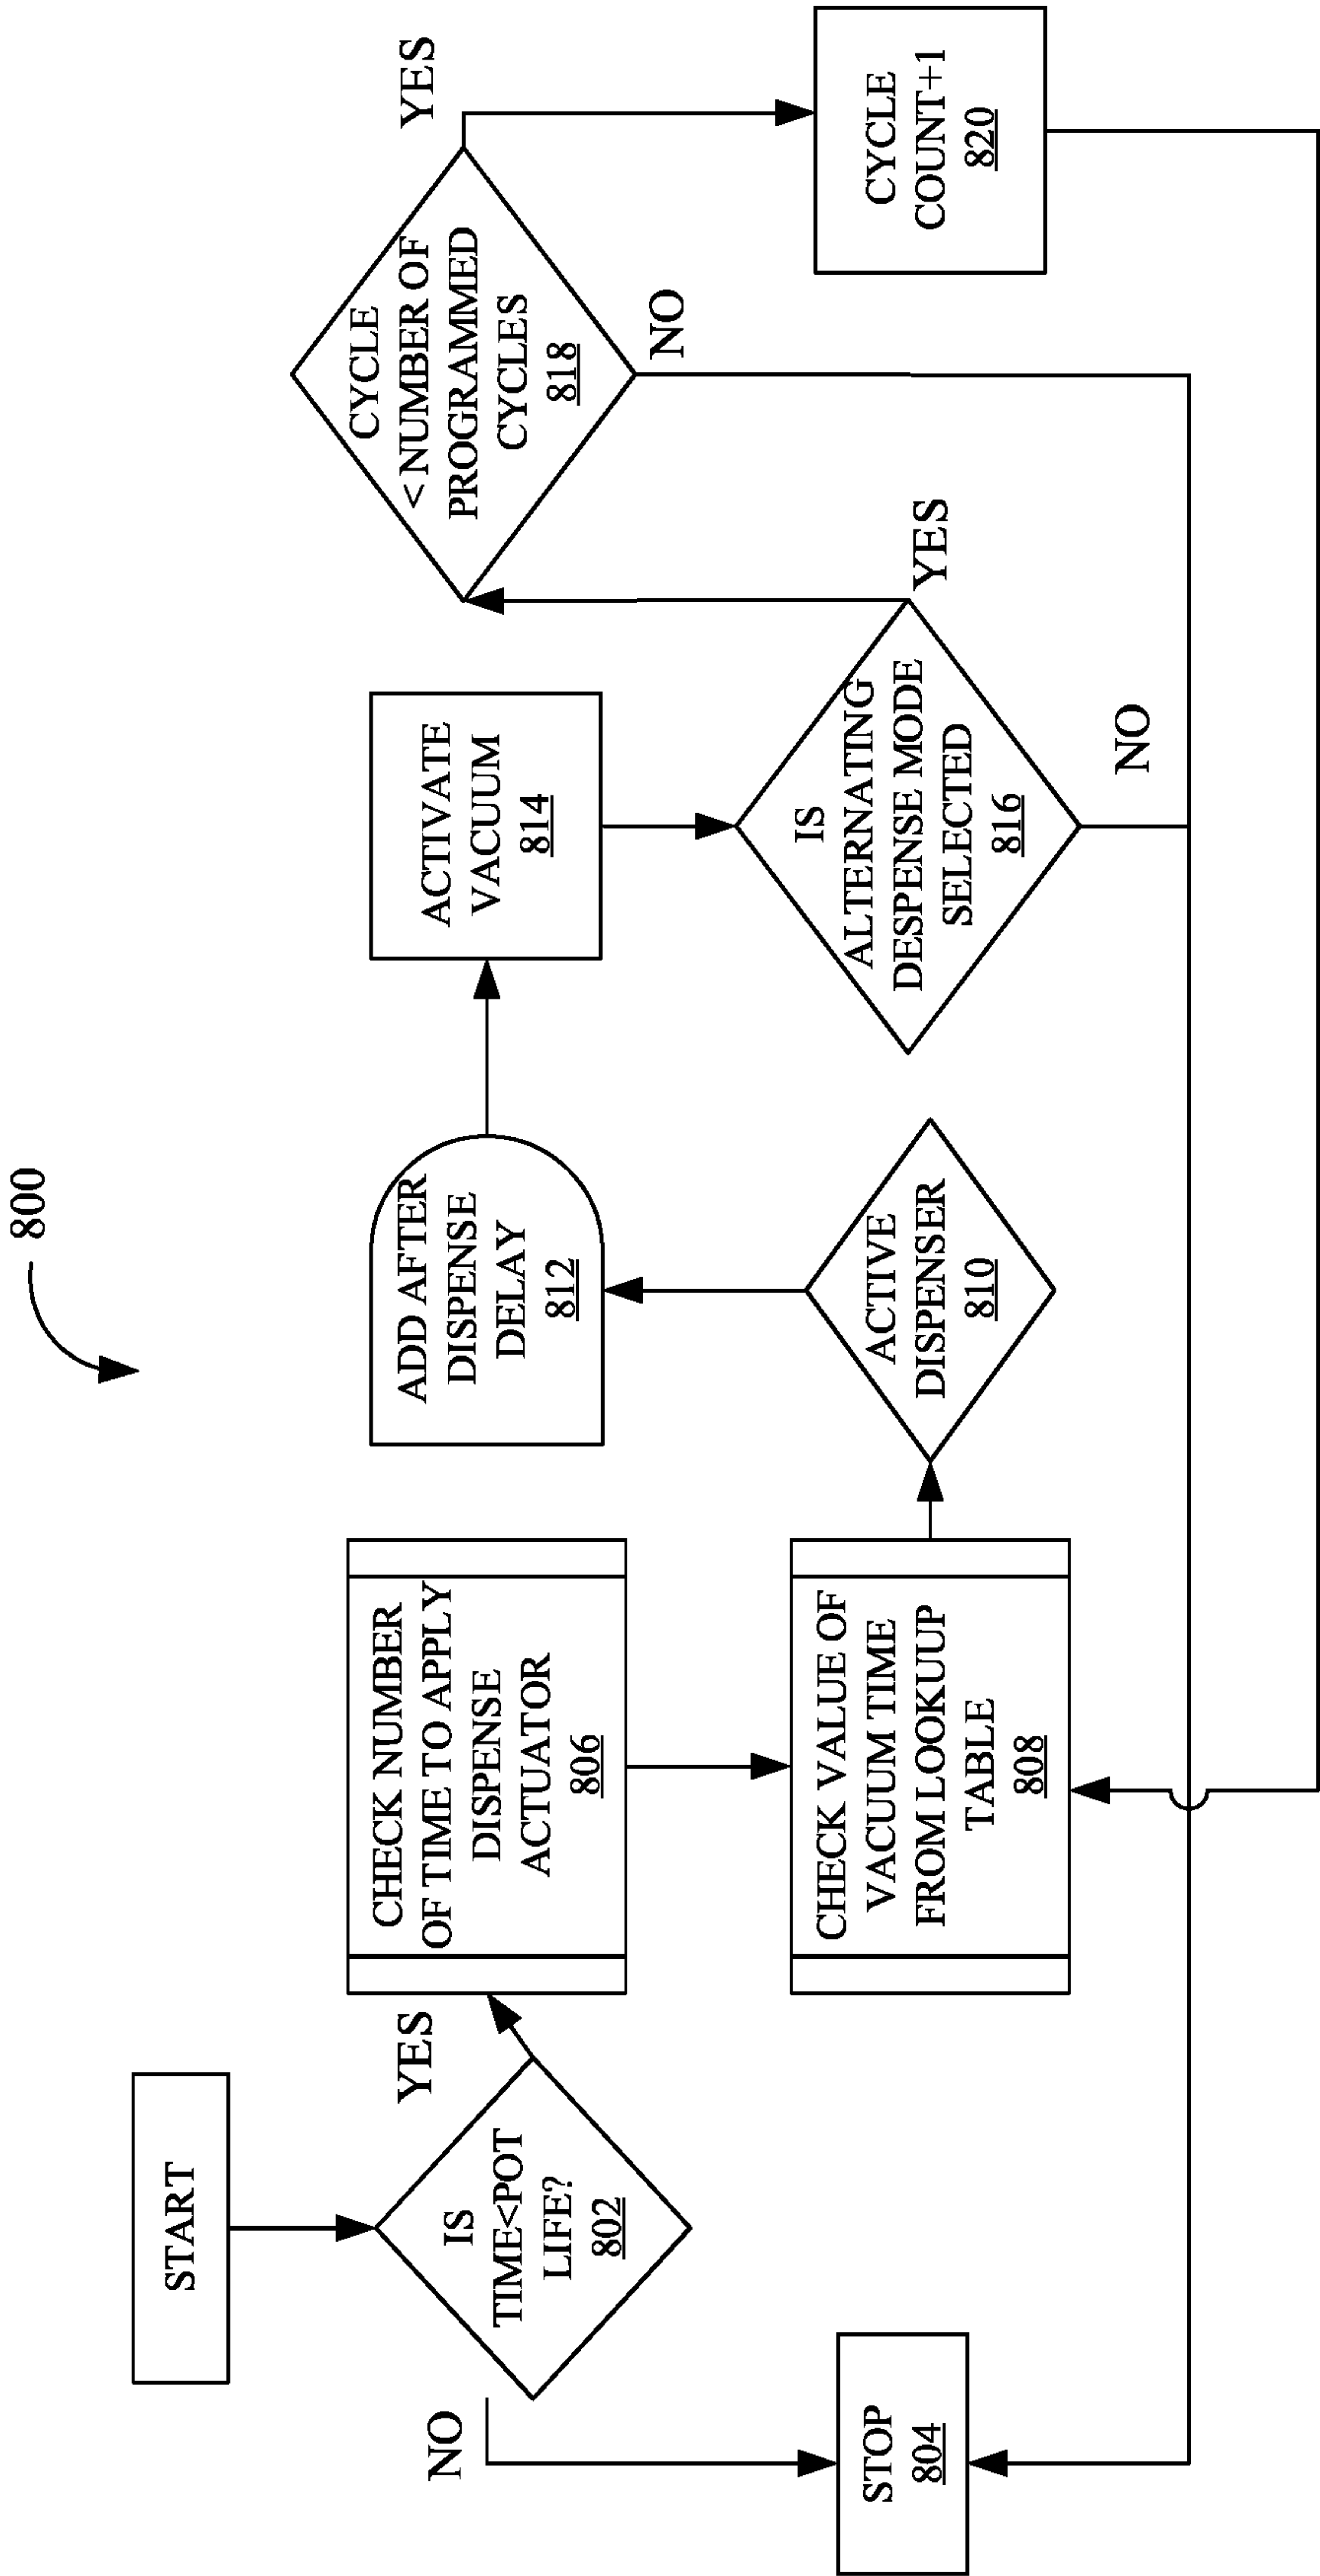 800
START
IS
TIME<POT
LIFE?
802
YES
NO
STOP
804
CHECK NUMBER
OF TIME TO APPLY
DISPENSE
ACTUATOR
806
CHECK VALUE OF
VACUUM TIME
FROM LOOKUUP
TABLE
808
ACTIVE
DISPENSER
810
ADD AFTER
DISPENSE
DELAY
812
ACTIVATE
VACUUM
814
IS
ALTERNATING
DESPENSE MODE
SELECTED
816
YES
NO
CYCLE
< NUMBER OF
PROGRAMMED
CYCLES
818
YES
NO
CYCLE
COUNT+1
820